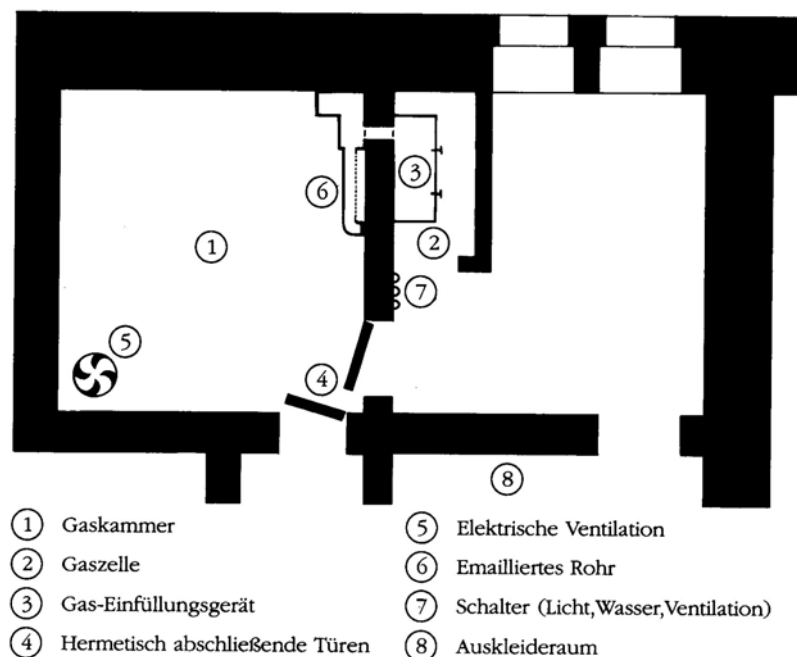 6
3
1
2
7
5
4
8
1 Gaskammer
2 Gaszelle
3 Gas-Einfüllungsgerät
4 Hermetisch abschließende Türen
5 Elektrische Ventilation
6 Emailliertes Rohr
7 Schalter (Licht,Wasser,Ventilation)
8 Auskleideraum